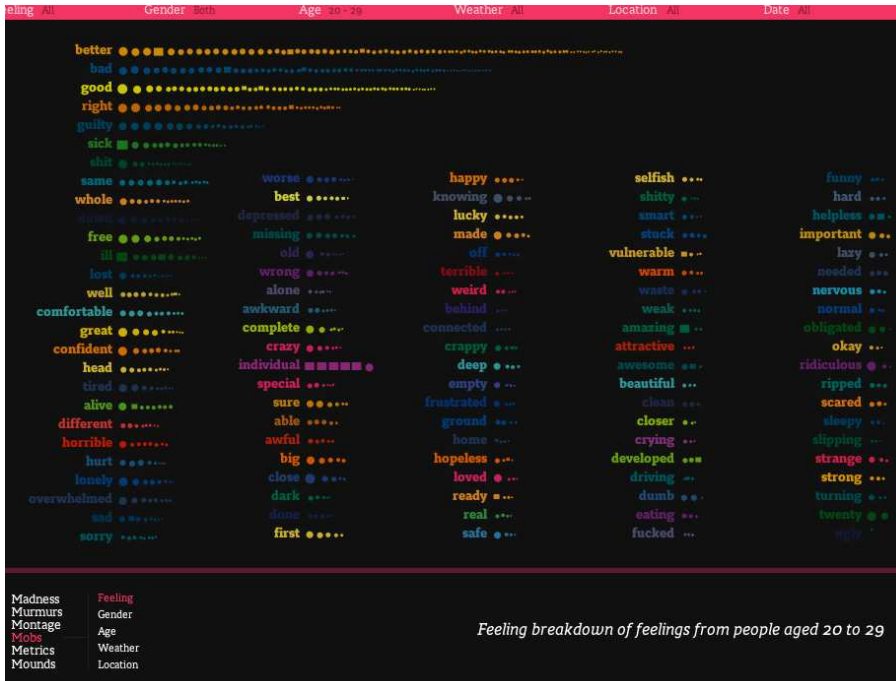 eeling All Gender Both Age 20 - 29 Weather All Location All Date All
better
bad
good
right
guilty
sick
shit
same
whole
down
free
ill
lost
well
comfortable
great
confident
head
tired
alive
different
horrible
hurt
lonely
overwhelmed
sad
sorry
worse
best
depressed
missing
old
wrong
alone
awkward
complete
crazy
individual
special
sure
able
awful
big
close
dark
done
first
happy
knowing
lucky
made
off
terrible
weird
behind
connected
crappy
deep
empty
frustrated
ground
home
hopeless
loved
ready
real
safe
selfish
shitty
smart
stuck
vulnerable
warm
waste
weak
amazing
attractive
awesome
beautiful
clean
closer
crying
developed
driving
dumb
eating
fucked
funny
hard
helpless
important
lazy
needed
nervous
normal
obligated
okay
ridiculous
ripped
scared
sleepy
slipping
strange
strong
turning
twenty
ugly
Madness
Murmurs
Montage
Mobs
Metrics
Mounds
Feeling
Gender
Age
Weather
Location
Feeling breakdown of feelings from people aged 20 to 29